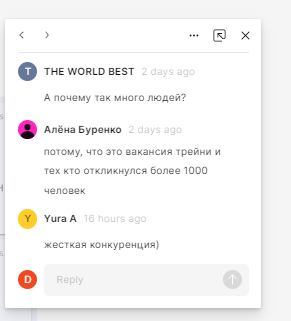 T THE WORLD BEST 2 days ago
А почему так много людей?
Алёна Буренко 2 days ago
потому, что это вакансия трейни и
тех кто откликнулся более 1000
человек
Y Yura A 16 hours ago
жесткая конкуренция)
D Reply